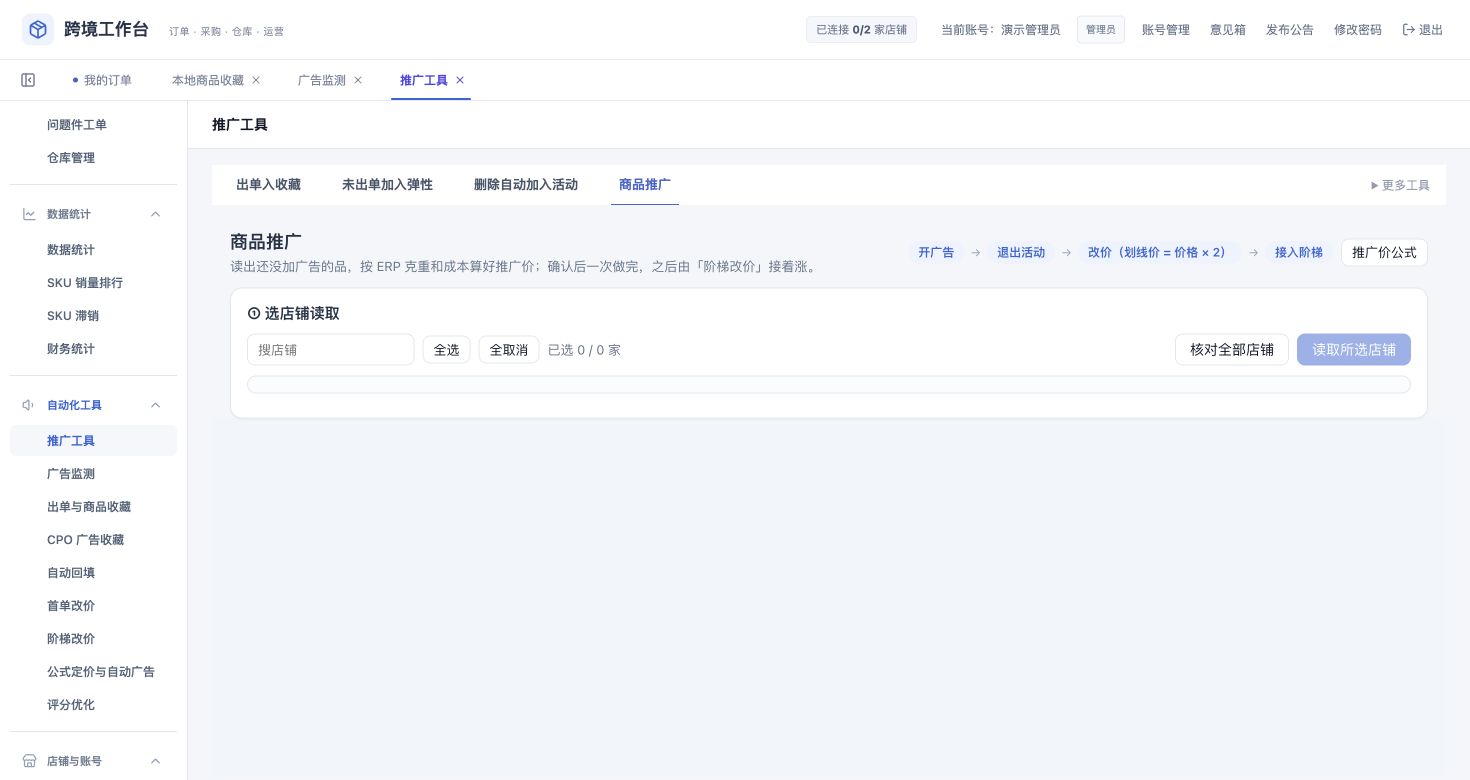 跨境工作台 订单 · 采购 · 仓库 · 运营 已连接 0/2 家店铺 当前账号：演示管理员 管理员 账号管理 意见箱 发布公告 修改密码 退出
我的订单 本地商品收藏 × 广告监测 × 推广工具 ×
问题件工单
仓库管理
数据统计
数据统计
SKU 销量排行
SKU 滞销
财务统计
自动化工具
推广工具
广告监测
出单与商品收藏
CPO 广告收藏
自动回填
首单改价
阶梯改价
公式定价与自动广告
评分优化
店铺与账号
推广工具
出单入收藏 未出单加入弹性 删除自动加入活动 商品推广 ▶ 更多工具
商品推广
读出还没加广告的品，按 ERP 克重和成本算好推广价；确认后一次做完，之后由「阶梯改价」接着涨。
开广告 → 退出活动 → 改价（划线价 = 价格 × 2） → 接入阶梯 推广价公式
① 选店铺读取
搜店铺 全选 全取消 已选 0 / 0 家 核对全部店铺 读取所选店铺